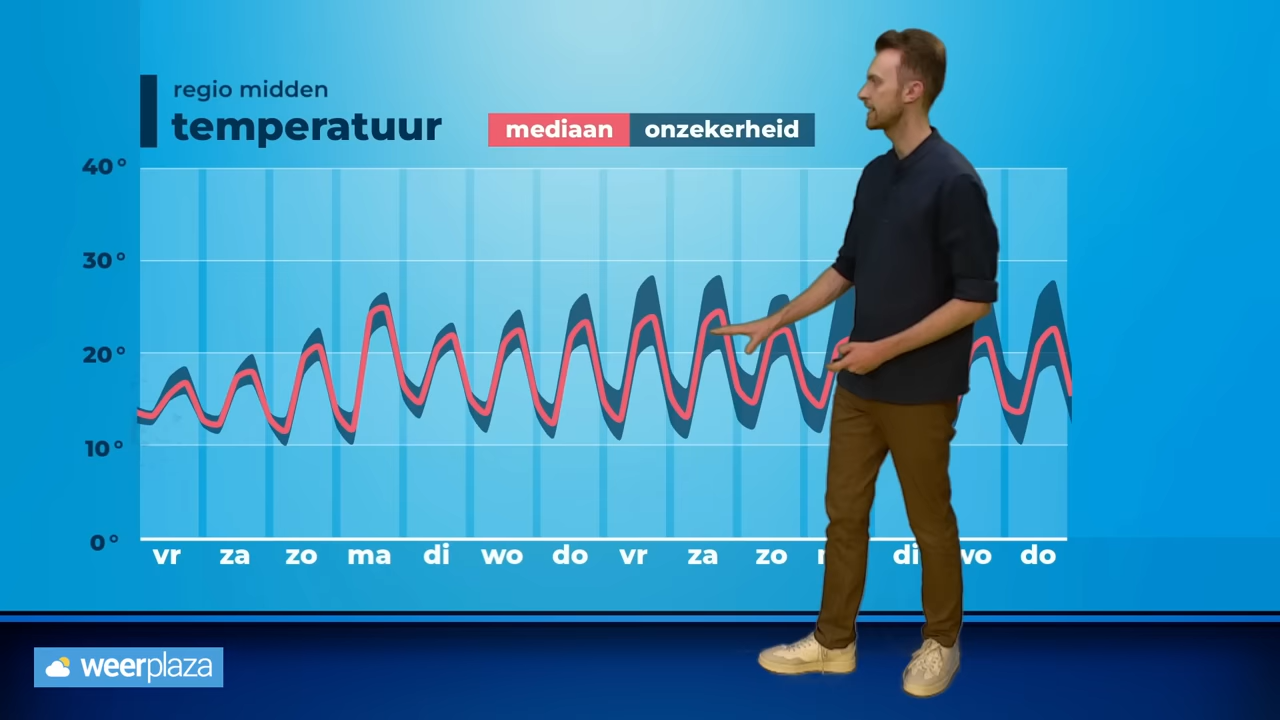 regio midden
temperatuur
mediaan onzekerheid
40°
30°
20°
10°
0°
vr za zo ma di wo do vr za zo di wo do
weerplaza